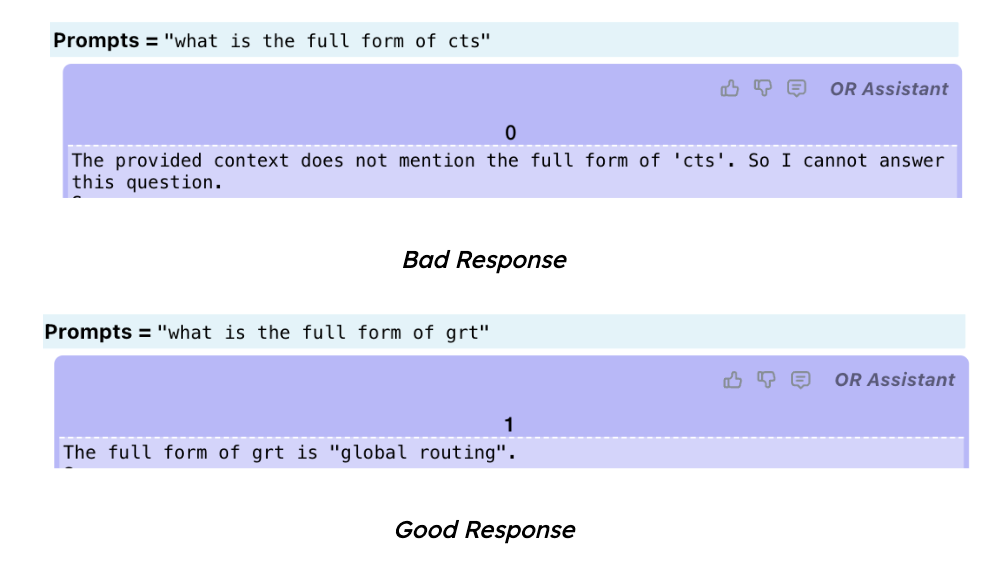 Prompts = "what is the full form of cts"
OR Assistant
0
The provided context does not mention the full form of 'cts'. So I cannot answer
this question.
Bad Response
Prompts = "what is the full form of grt"
OR Assistant
1
The full form of grt is "global routing".
Good Response